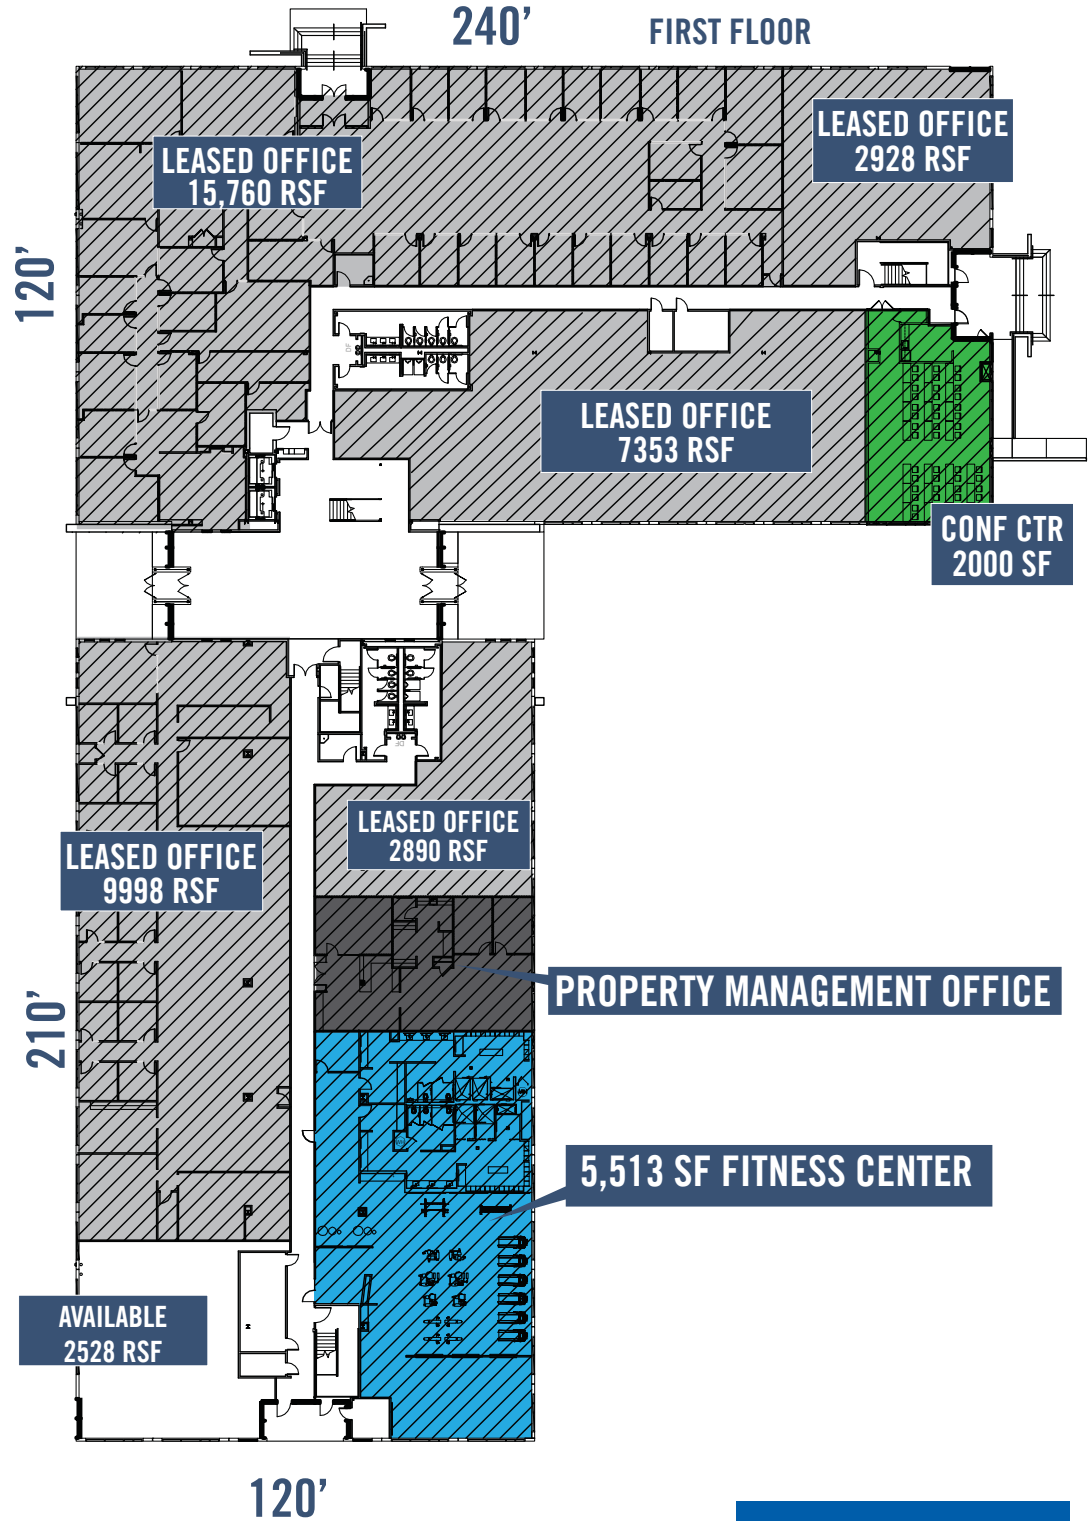 240’
FIRST FLOOR
LEASED OFFICE
2928 RSF
LEASED OFFICE
15,760 RSF
120’
LEASED OFFICE
7353 RSF
CONF CTR
2000 SF
LEASED OFFICE
2890 RSF
LEASED OFFICE
9998 RSF
PROPERTY MANAGEMENT OFFICE
210’
5,513 SF FITNESS CENTER
AVAILABLE
2528 RSF
120’